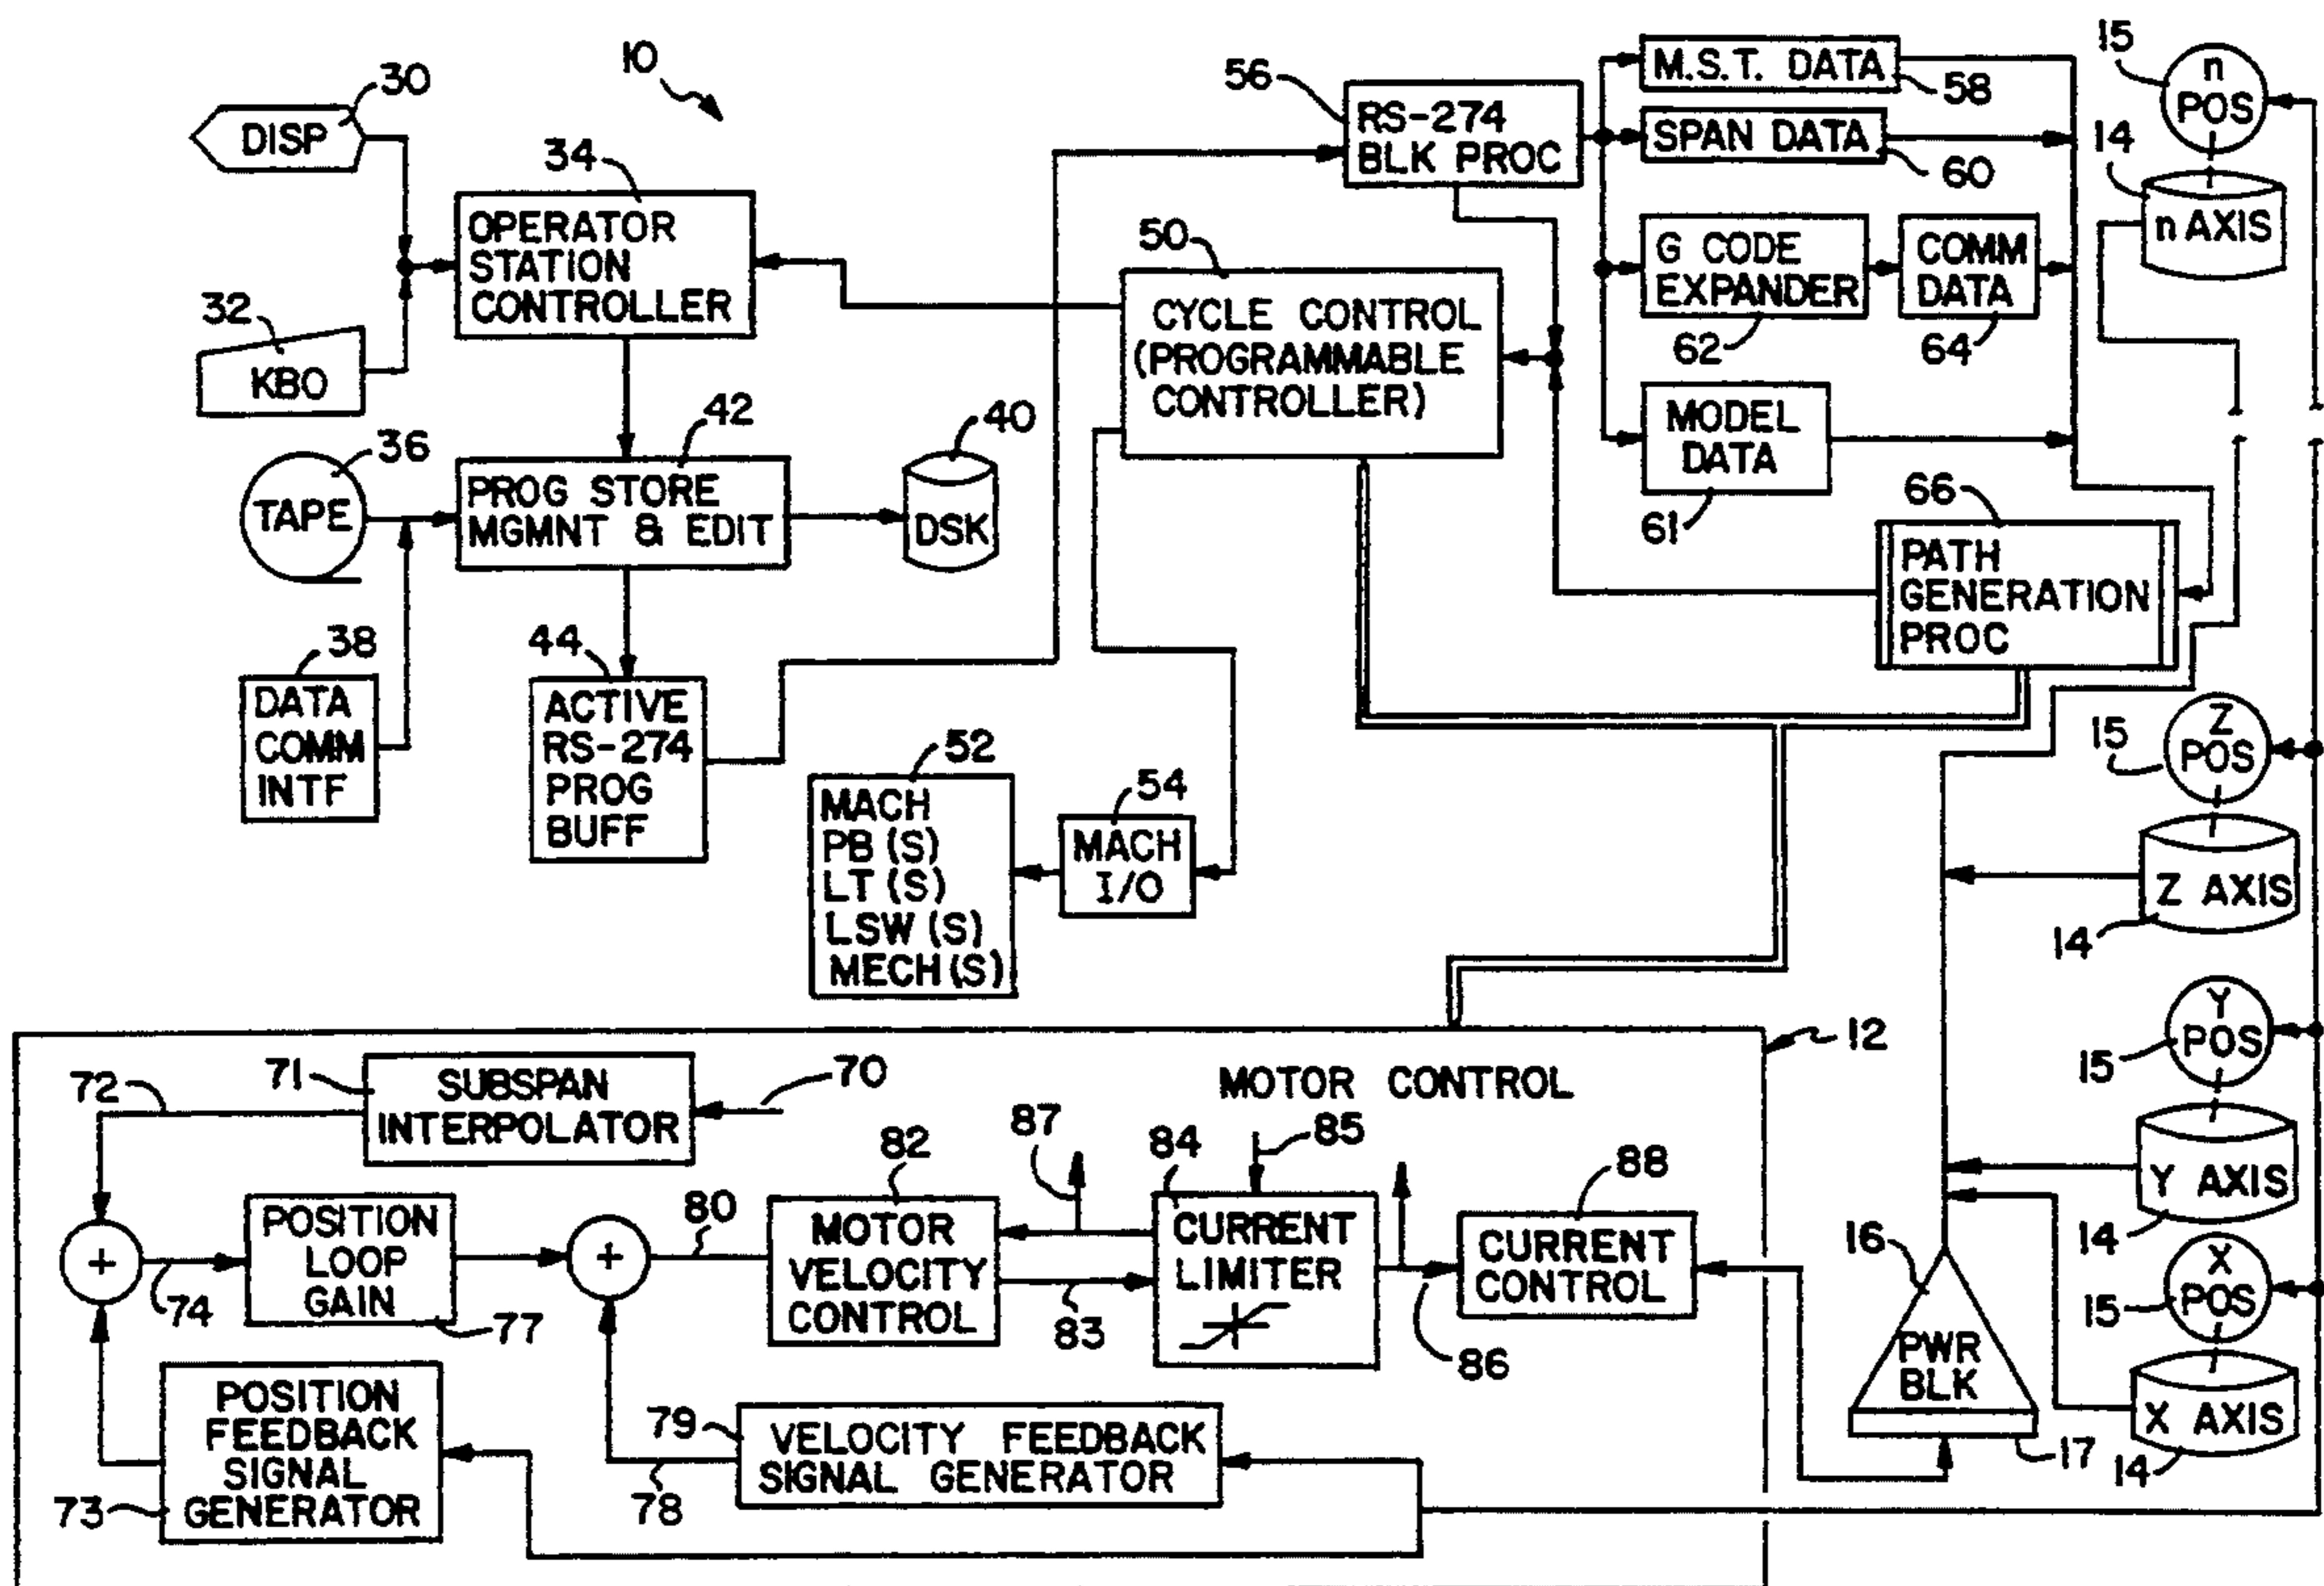 10
30
DISP
32
KBO
34
OPERATOR
STATION
CONTROLLER
36
TAPE
38
DATA
COMM
INTF
42
PROG STORE
MGMNT & EDIT
40
DSK
44
ACTIVE
RS-274
PROG
BUFF
50
CYCLE CONTROL
(PROGRAMMABLE
CONTROLLER)
52
MACH
PB(S)
LT(S)
LSW(S)
MECH(S)
54
MACH
I/O
56
RS-274
BLK PROC
M.S.T. DATA
58
SPAN DATA
60
G CODE
EXPANDER
62
COMM
DATA
64
MODEL
DATA
61
66
PATH
GENERATION
PROC
15
n
POS
14
n AXIS
15
Z
POS
Z AXIS
14
15
Y
POS
Y AXIS
14
15
X
POS
X AXIS
14
16
PWR
BLK
17
12
MOTOR CONTROL
71
SUBSPAN
INTERPOLATOR
70
72
+
74
POSITION
LOOP
GAIN
77
+
80
82
MOTOR
VELOCITY
CONTROL
87
83
84
85
CURRENT
LIMITER
86
88
CURRENT
CONTROL
POSITION
FEEDBACK
SIGNAL
GENERATOR
73
79
VELOCITY FEEDBACK
SIGNAL GENERATOR
78